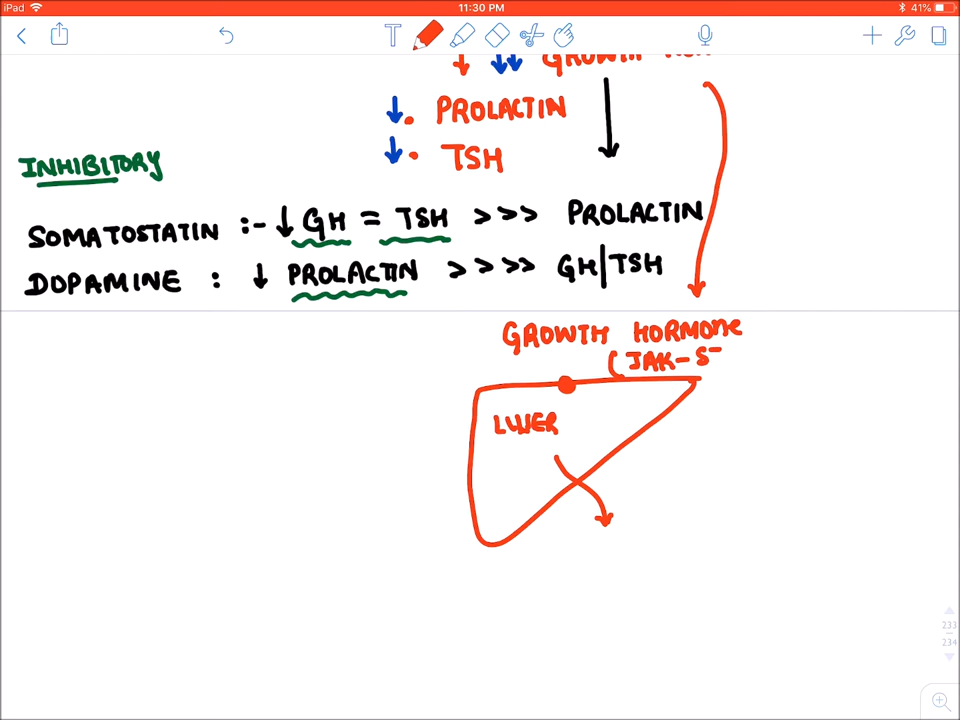 iPad 11:30 PM 41%
T
GROWTH
PROLACTIN
TSH
INHIBITORY
SOMATOSTATIN :- ↓ GH = TSH >>> PROLACTIN
DOPAMINE : ↓ PROLACTIN >>>> GH|TSH
GROWTH HORMONE
(JAK-S
LIVER
233
234